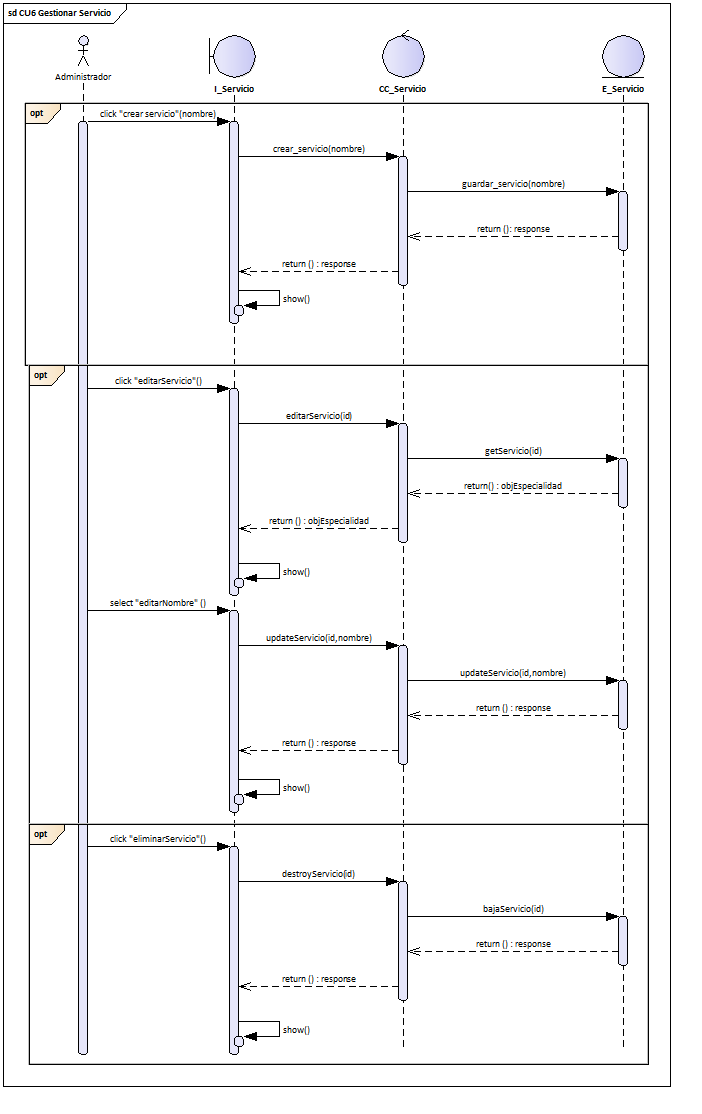 sd CU6 Gestionar Servicio
Administrador
I_Servicio
CC_Servicio
E_Servicio
opt
click "crear servicio"(nombre)
crear_servicio(nombre)
guardar_servicio(nombre)
return (): response
return () : response
show()
opt
click "editarServicio"()
editarServicio(id)
getServicio(id)
return() : objEspecialidad
return () : objEspecialidad
show()
select "editarNombre" ()
updateServicio(id,nombre)
updateServicio(id,nombre)
return () : response
return () : response
show()
opt
click "eliminarServicio"()
destroyServicio(id)
bajaServicio(id)
return () : response
return () : response
show()